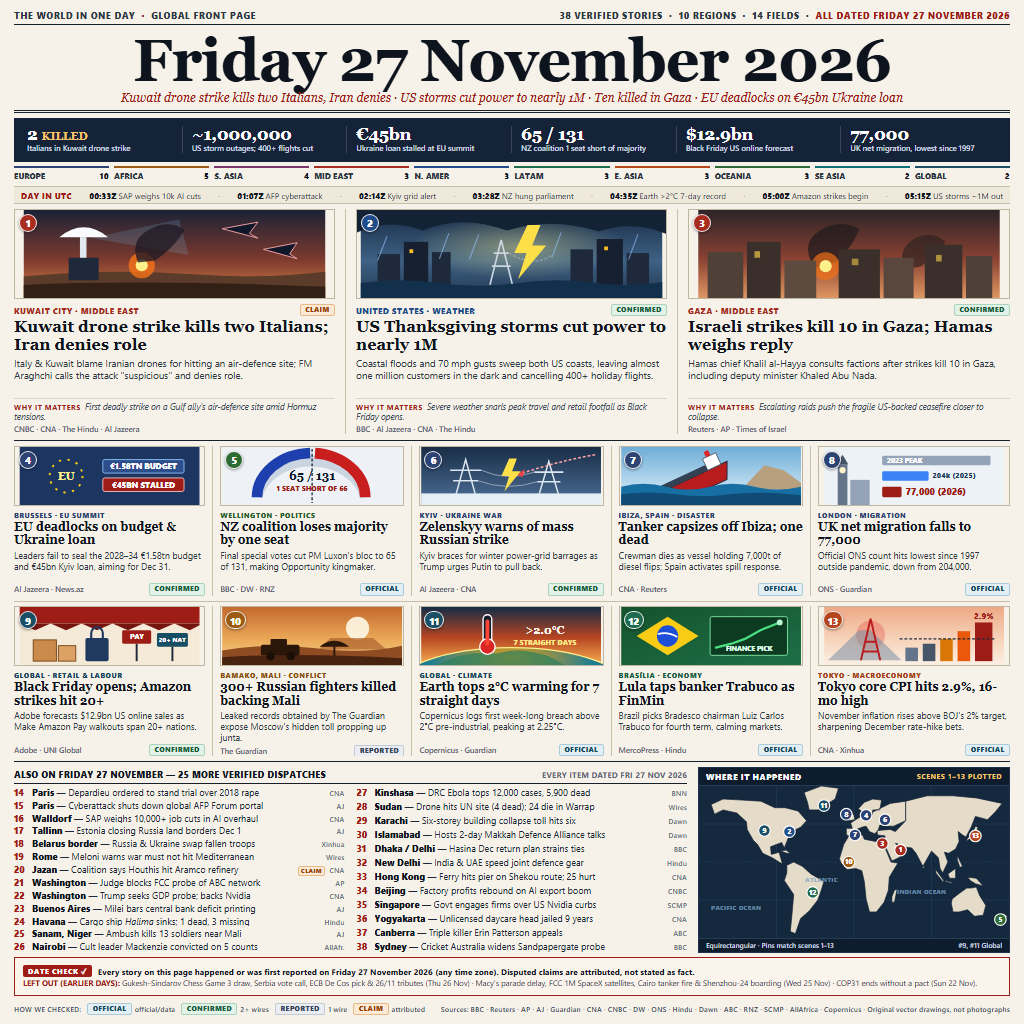 THE WORLD IN ONE DAY · GLOBAL FRONT PAGE
38 VERIFIED STORIES · 10 REGIONS · 14 FIELDS · ALL DATED FRIDAY 27 NOVEMBER 2026
Friday 27 November 2026
Kuwait drone strike kills two Italians, Iran denies · US storms cut power to nearly 1M · Ten killed in Gaza · EU deadlocks on €45bn Ukraine loan
2 KILLED
Italians in Kuwait drone strike
~1,000,000
US storm outages; 400+ flights cut
€45bn
Ukraine loan stalled at EU summit
65 / 131
NZ coalition 1 seat short of majority
$12.9bn
Black Friday US online forecast
77,000
UK net migration, lowest since 1997
EUROPE 10 AFRICA 5 S. ASIA 4 MID EAST 3 N. AMER 3 LATAM 3 E. ASIA 3 OCEANIA 3 SE ASIA 2 GLOBAL 2
DAY IN UTC 00:33Z SAP weighs 10k AI cuts · 01:07Z AFP cyberattack · 02:14Z Kyiv grid alert · 03:28Z NZ hung parliament · 04:35Z Earth >2°C 7-day record · 05:00Z Amazon strikes begin · 05:15Z US storms ~1M out
1
KUWAIT CITY · MIDDLE EAST
CLAIM
Kuwait drone strike kills two Italians;
Iran denies role
Italy & Kuwait blame Iranian drones for hitting an air-defence site; FM
Araghchi calls the attack "suspicious" and denies role.
WHY IT MATTERS First deadly strike on a Gulf ally's air-defence site amid Hormuz
tensions.
CNBC · CNA · The Hindu · Al Jazeera
2
UNITED STATES · WEATHER
CONFIRMED
US Thanksgiving storms cut power to
nearly 1M
Coastal floods and 70 mph gusts sweep both US coasts, leaving almost
one million customers in the dark and cancelling 400+ holiday flights.
WHY IT MATTERS Severe weather snarls peak travel and retail footfall as Black
Friday opens.
BBC · Al Jazeera · CNA · The Hindu
3
GAZA · MIDDLE EAST
CONFIRMED
Israeli strikes kill 10 in Gaza; Hamas
weighs reply
Hamas chief Khalil al-Hayya consults factions after strikes kill 10 in Gaza,
including deputy minister Khaled Abu Nada.
WHY IT MATTERS Escalating raids push the fragile US-backed ceasefire closer to
collapse.
Reuters · AP · Times of Israel
4
EU
€1.58TN BUDGET
€45BN STALLED
BRUSSELS · EU SUMMIT
EU deadlocks on budget &
Ukraine loan
Leaders fail to seal the 2028–34 €1.58tn budget
and €45bn Kyiv loan, aiming for Dec 31.
Al Jazeera · News.az
CONFIRMED
5
65 / 131
1 SEAT SHORT OF 66
WELLINGTON · POLITICS
NZ coalition loses majority
by one seat
Final special votes cut PM Luxon's bloc to 65
of 131, making Opportunity kingmaker.
BBC · DW · RNZ
OFFICIAL
6
KYIV · UKRAINE WAR
Zelenskyy warns of mass
Russian strike
Kyiv braces for winter power-grid barrages as
Trump urges Putin to pull back.
Al Jazeera · CNA
CONFIRMED
7
IBIZA, SPAIN · DISASTER
Tanker capsizes off Ibiza; one
dead
Crewman dies as vessel holding 7,000t of
diesel flips; Spain activates spill response.
CNA · Reuters
OFFICIAL
8
2023 PEAK
204k (2025)
77,000 (2026)
LONDON · MIGRATION
UK net migration falls to
77,000
Official ONS count hits lowest since 1997
outside pandemic, down from 204,000.
ONS · Guardian
OFFICIAL
9
PAY
20+ NAT
GLOBAL · RETAIL & LABOUR
Black Friday opens; Amazon
strikes hit 20+
Adobe forecasts $12.9bn US online sales as
Make Amazon Pay walkouts span 20+ nations.
Adobe · UNI Global
CONFIRMED
10
BAMAKO, MALI · CONFLICT
300+ Russian fighters killed
backing Mali
Leaked records obtained by The Guardian
expose Moscow's hidden toll propping up
junta.
The Guardian
REPORTED
11
>2.0°C
7 STRAIGHT DAYS
GLOBAL · CLIMATE
Earth tops 2°C warming for 7
straight days
Copernicus logs first week-long breach above
2°C pre-industrial, peaking at 2.25°C.
Copernicus · Guardian
OFFICIAL
12
FINANCE PICK
BRASÍLIA · ECONOMY
Lula taps banker Trabuco as
FinMin
Brazil picks Bradesco chairman Luiz Carlos
Trabuco for fourth term, calming markets.
MercoPress · Hindu
OFFICIAL
13
2.9%
TOKYO · MACROECONOMY
Tokyo core CPI hits 2.9%, 16-
mo high
November inflation rises above BOJ's 2% target,
sharpening December rate-hike bets.
CNA · Xinhua
OFFICIAL
ALSO ON FRIDAY 27 NOVEMBER — 25 MORE VERIFIED DISPATCHES
EVERY ITEM DATED FRI 27 NOV 2026
14 Paris — Depardieu ordered to stand trial over 2018 rape CNA
15 Paris — Cyberattack shuts down global AFP Forum portal AJ
16 Walldorf — SAP weighs 10,000+ job cuts in AI overhaul CNA
17 Tallinn — Estonia closing Russia land borders Dec 1 AJ
18 Belarus border — Russia & Ukraine swap fallen troops Xinhua
19 Rome — Meloni warns war must not hit Mediterranean Wires
20 Jazan — Coalition says Houthis hit Aramco refinery CLAIM CNA
21 Washington — Judge blocks FCC probe of ABC network AP
22 Washington — Trump seeks GDP probe; backs Nvidia CNA
23 Buenos Aires — Milei bars central bank deficit printing AJ
24 Havana — Cargo ship Halima sinks; 1 dead, 3 missing Hindu
25 Sanam, Niger — Ambush kills 13 soldiers near Mali AJ
26 Nairobi — Cult leader Mackenzie convicted on 5 counts AllAfr.
27 Kinshasa — DRC Ebola tops 12,000 cases, 5,900 dead BNN
28 Sudan — Drone hits UN site (4 dead); 24 die in Warrap Wires
29 Karachi — Six-storey building collapse toll hits six Dawn
30 Islamabad — Hosts 2-day Makkah Defence Alliance talks Dawn
31 Dhaka / Delhi — Hasina Dec return plan strains ties BBC
32 New Delhi — India & UAE speed joint defence gear Hindu
33 Hong Kong — Ferry hits pier on Shekou route; 25 hurt CNA
34 Beijing — Factory profits rebound on AI export boom CNBC
35 Singapore — Govt engages firms over US Nvidia curbs SCMP
36 Yogyakarta — Unlicensed daycare head jailed 9 years CNA
37 Canberra — Triple killer Erin Patterson appeals ABC
38 Sydney — Cricket Australia widens Sandpapergate probe ABC
WHERE IT HAPPENED
SCENES 1–13 PLOTTED
11
8
4
6
9
2
7
3
1
13
10
ATLANTIC
12
INDIAN OCEAN
PACIFIC OCEAN
5
Equirectangular · Pins match scenes 1–13
#9, #11 Global
DATE CHECK ✓ Every story on this page happened or was first reported on Friday 27 November 2026 (any time zone). Disputed claims are attributed, not stated as fact.
LEFT OUT (EARLIER DAYS): Gukesh–Sindarov Chess Game 3 draw, Serbia vote call, ECB De Cos pick & 26/11 tributes (Thu 26 Nov) · Macy's parade delay, FCC 1M SpaceX satellites, Cairo tanker fire & Shenzhou-24 boarding (Wed 25 Nov) · COP31 ends without a pact (Sun 22 Nov).
HOW WE CHECKED: OFFICIAL official/data CONFIRMED 2+ wires REPORTED 1 wire CLAIM attributed
Sources: BBC · Reuters · AP · AJ · Guardian · CNA · CNBC · DW · ONS · Hindu · Dawn · ABC · RNZ · SCMP · AllAfrica · Copernicus · Original vector drawings, not photographs